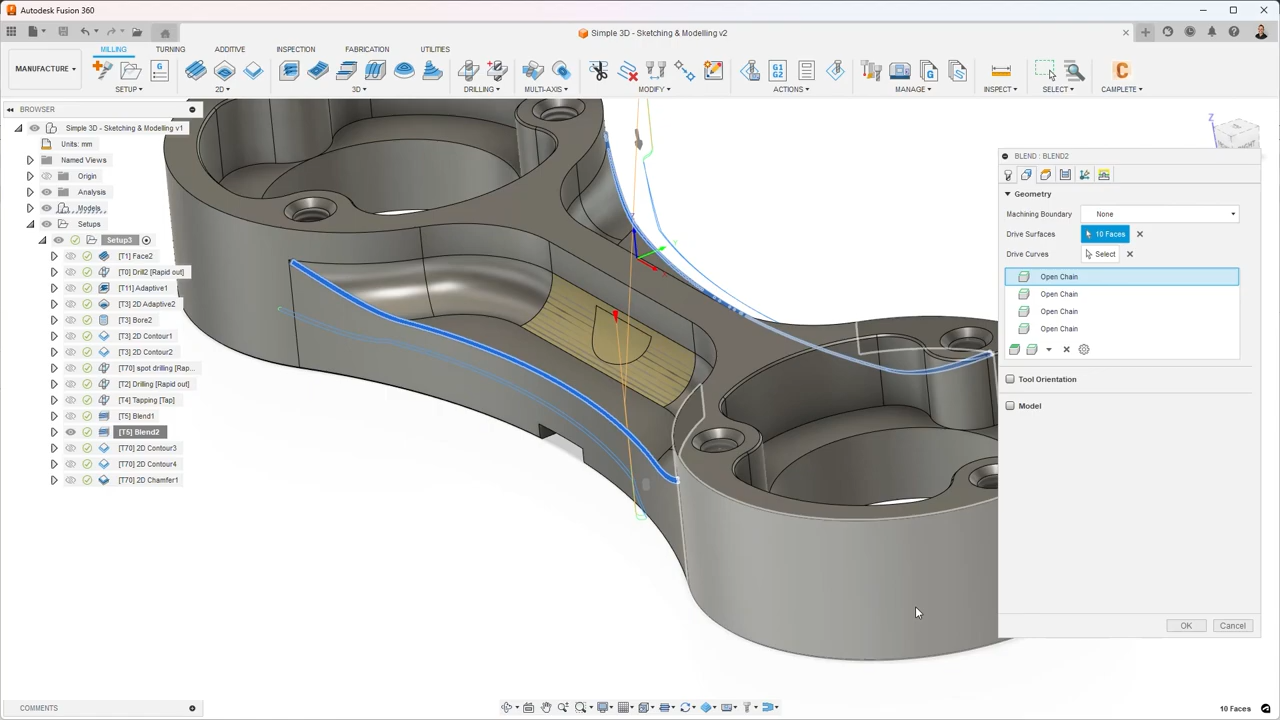 Autodesk Fusion 360
Simple 3D - Sketching & Modelling v2
MILLING TURNING ADDITIVE INSPECTION FABRICATION UTILITIES
MANUFACTURE
G1
G2
SETUP 2D 3D DRILLING MULTI-AXIS MODIFY ACTIONS MANAGE INSPECT SELECT COMPLETE
BROWSER
Simple 3D - Sketching & Modelling v1
Units: mm
Named Views
Origin
Analysis
Models
Setups
Setup3
[T1] Face2
[T0] Drill2 [Rapid out]
[T11] Adaptive1
[T3] 2D Adaptive2
[T3] Bore2
[T3] 2D Contour1
[T3] 2D Contour2
[T70] spot drilling [Rap...
[T2] Drilling [Rapid out]
[T4] Tapping [Tap]
[T5] Blend1
[T5] Blend2
[T70] 2D Contour3
[T70] 2D Contour4
[T70] 2D Chamfer1
Z
BLEND : BLEND2
Geometry
Machining Boundary None
Drive Surfaces 10 Faces
Drive Curves Select
Open Chain
Open Chain
Open Chain
Open Chain
Tool Orientation
Model
OK Cancel
COMMENTS
10 Faces